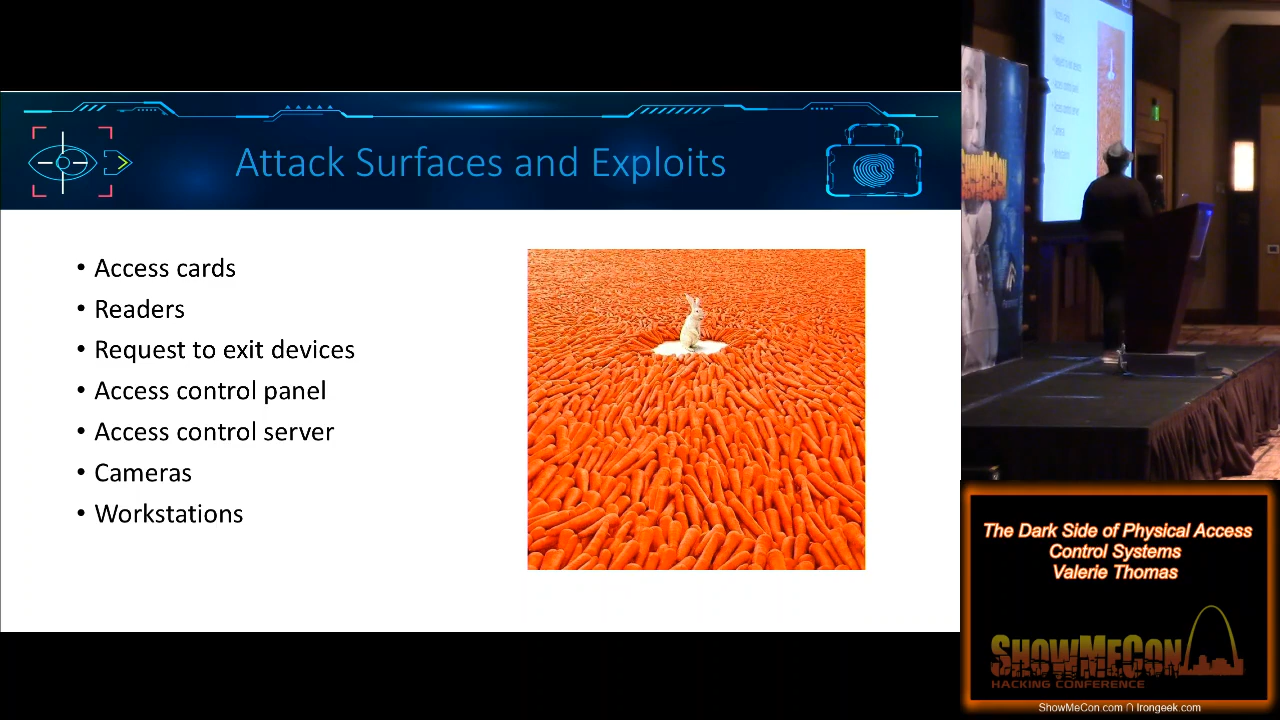 Attack Surfaces and Exploits
• Access cards
• Readers
• Request to exit devices
• Access control panel
• Access control server
• Cameras
• Workstations
The Dark Side of Physical Access
Control Systems
Valerie Thomas
ShowMeCon
HACKING CONFERENCE
ShowMeCon.com ∩ Irongeek.com